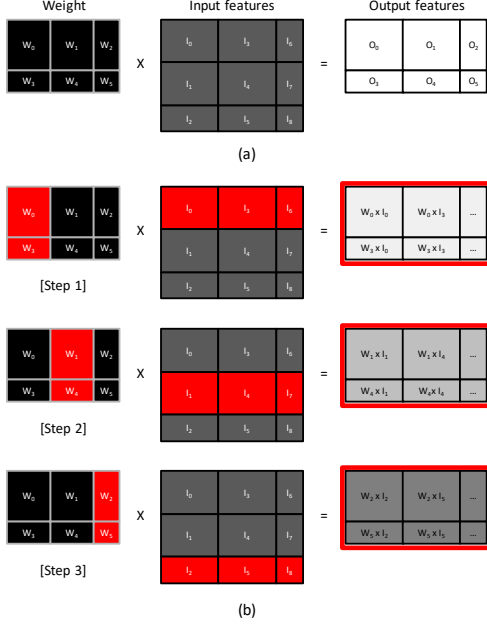 Weight Input features Output features
W0 W1 W2 I0 I3 I6 O0 O1 O2
X =
W3 W4 W5 I1 I4 I7 O3 O4 O5
I2 I5 I8
(a)
W0 W1 W2 I0 I3 I6 W0 x I0 W0 x I3 ...
X =
W3 W4 W5 I1 I4 I7 W3 x I0 W3 x I3 ...
I2 I5 I8
[Step 1]
W0 W1 W2 I0 I3 I6 W1 x I1 W1 x I4 ...
X =
W3 W4 W5 I1 I4 I7 W4 x I1 W4 x I4 ...
I2 I5 I8
[Step 2]
W0 W1 W2 I0 I3 I6 W2 x I2 W2 x I5 ...
X =
W3 W4 W5 I1 I4 I7 W5 x I2 W5 x I5 ...
I2 I5 I8
[Step 3]
(b)